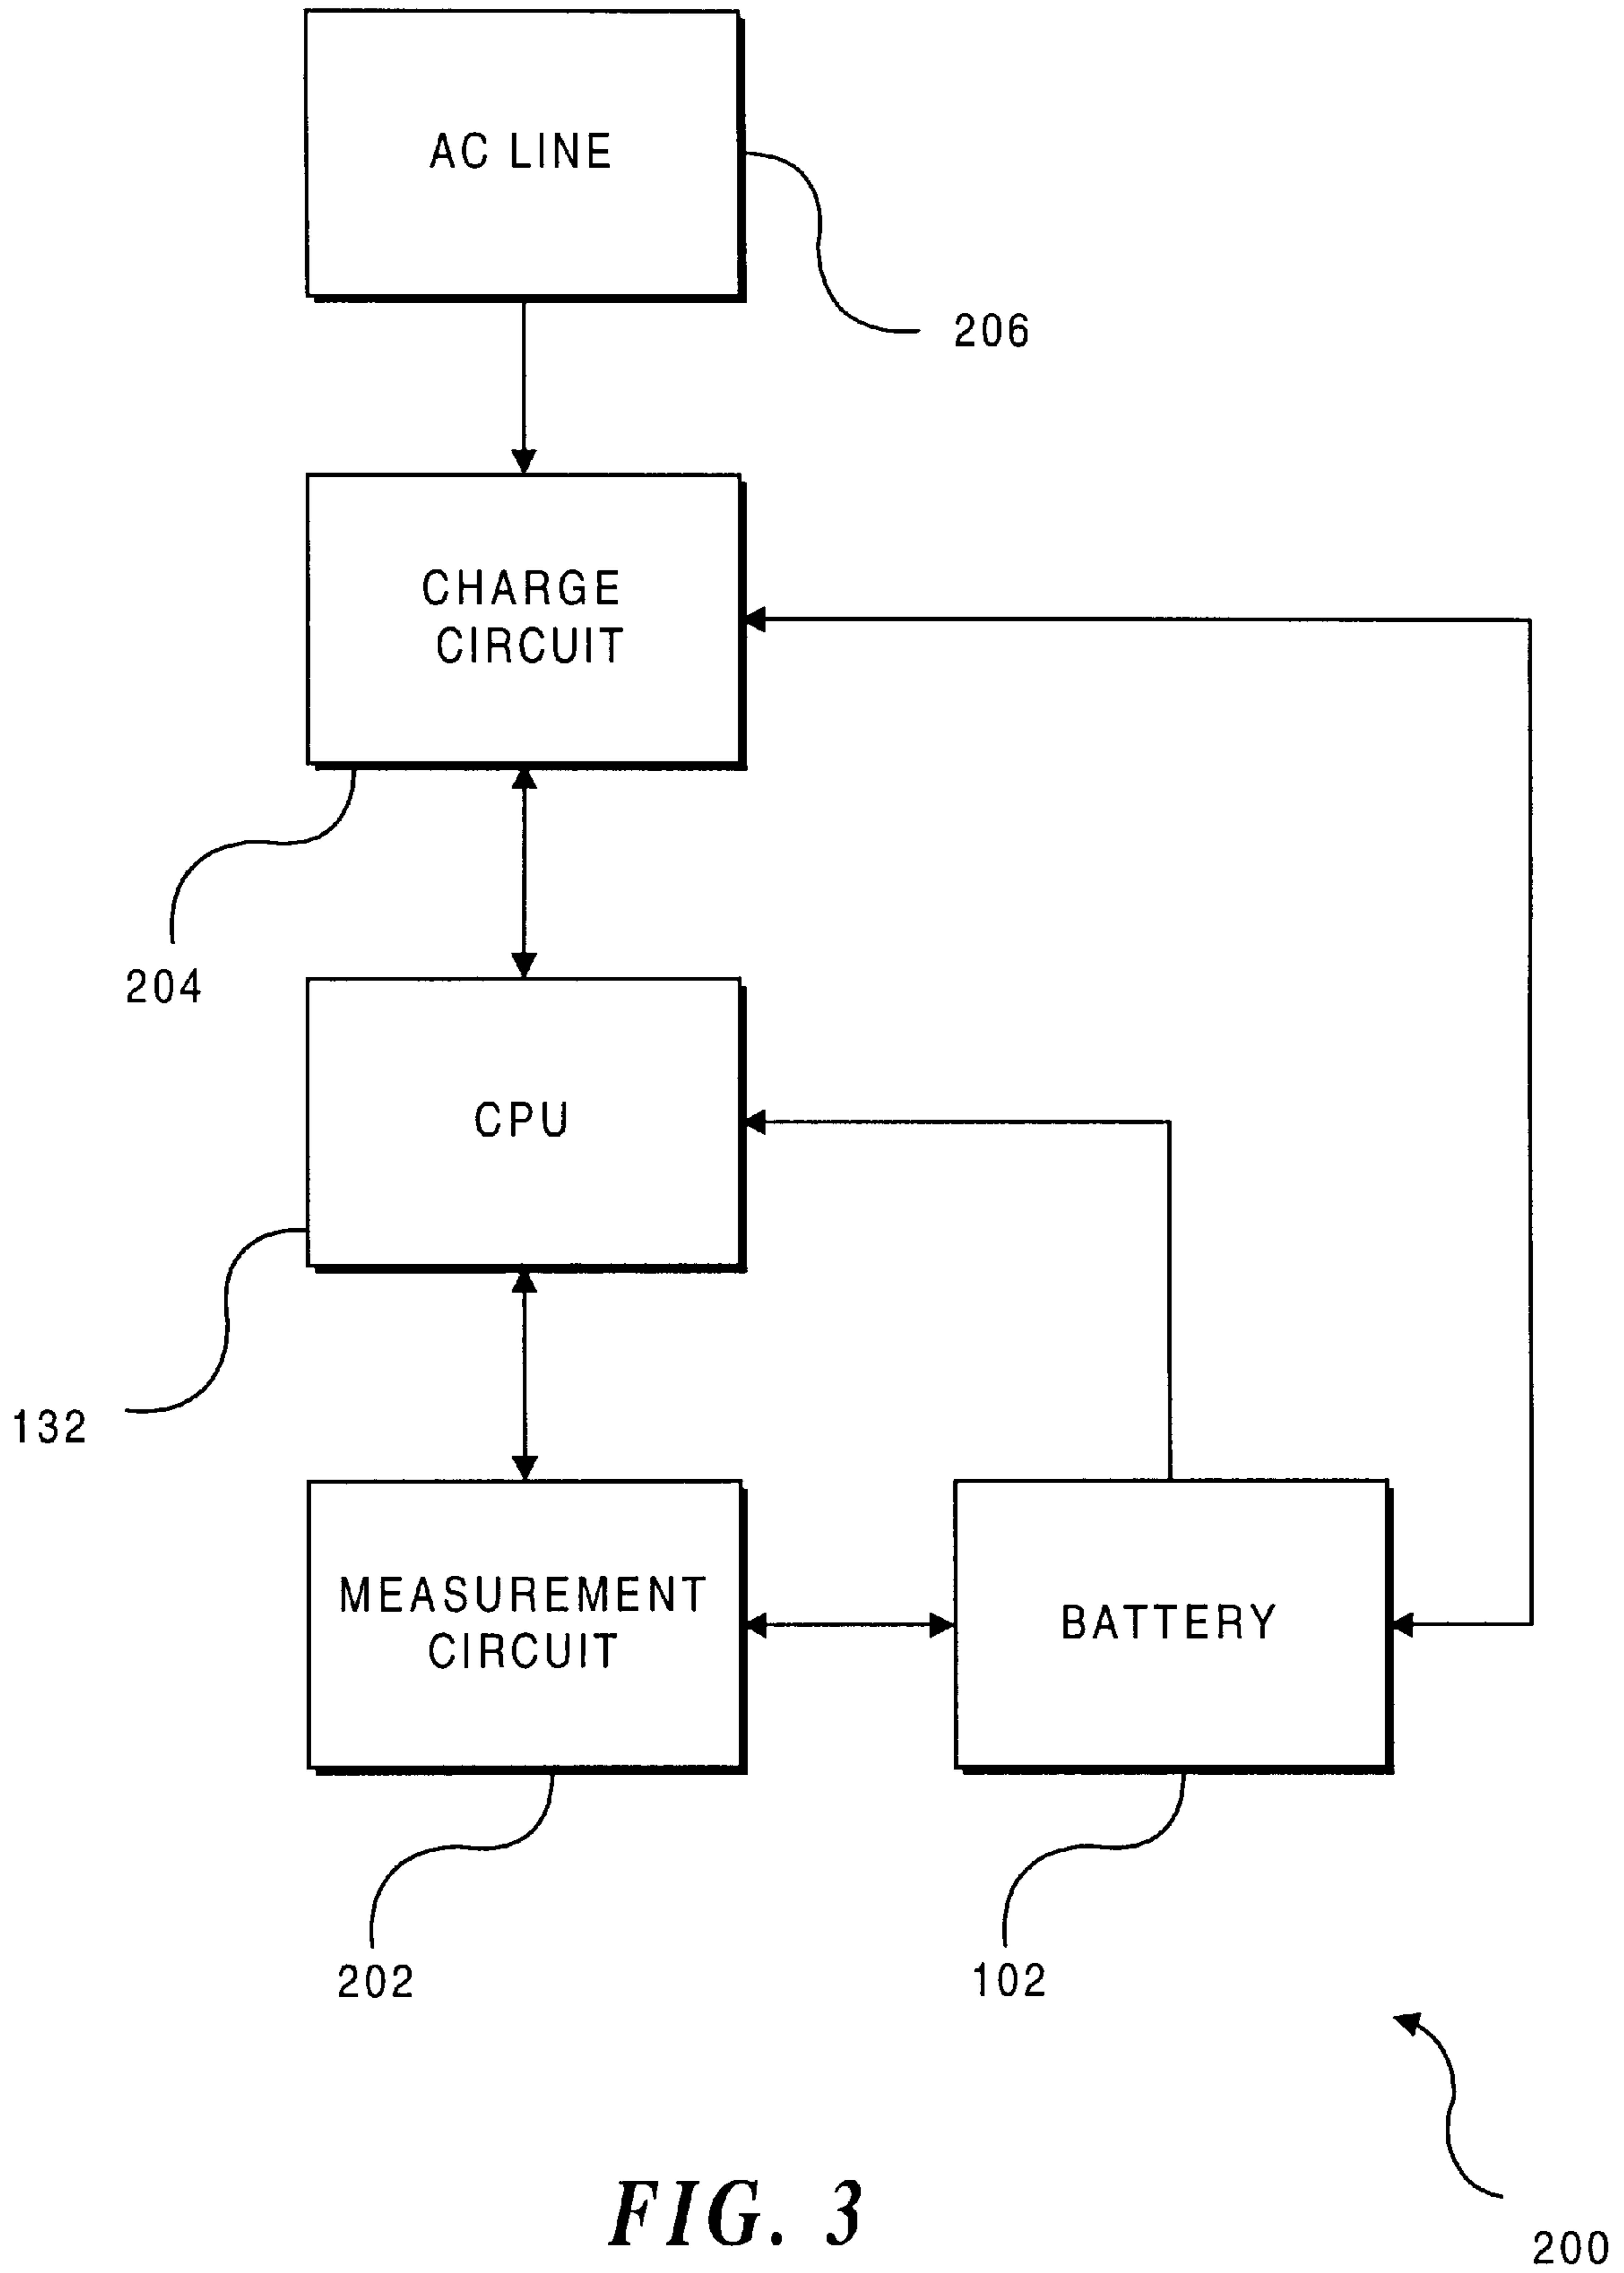 AC LINE
206
CHARGE
CIRCUIT
204
CPU
132
MEASUREMENT
CIRCUIT
BATTERY
202
102
FIG. 3
200